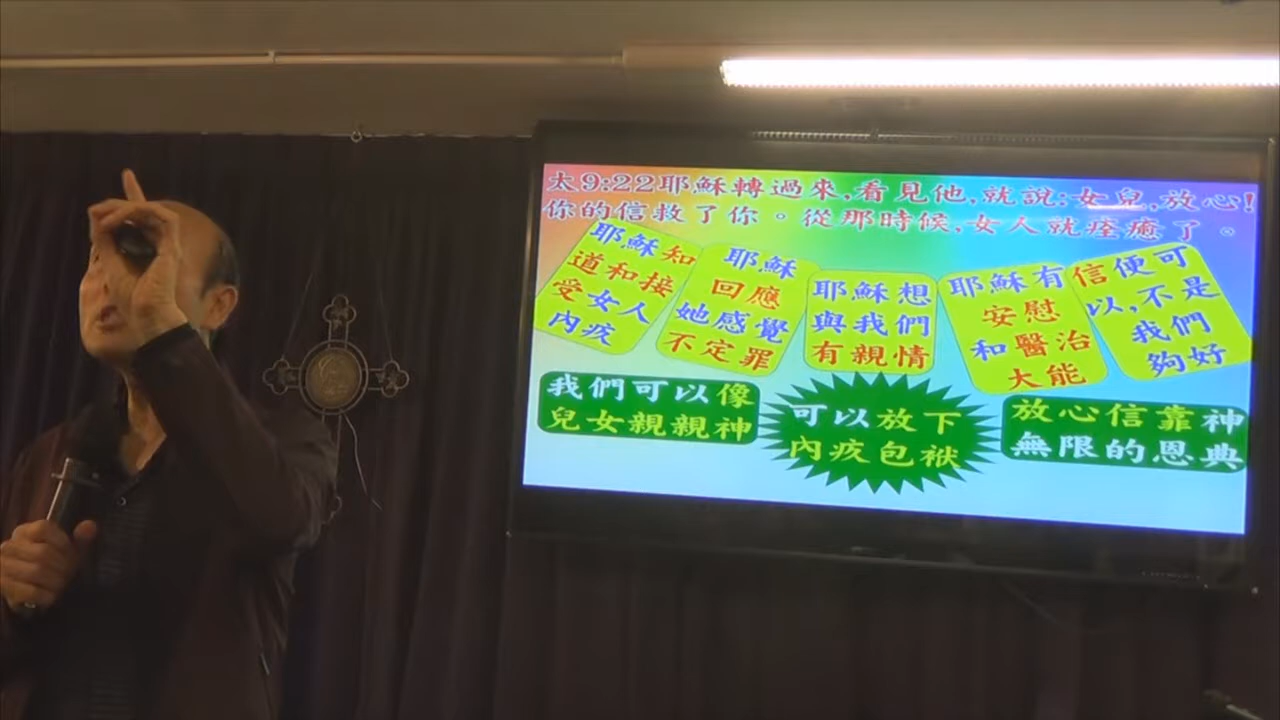 太9:22耶穌轉過來,看見他,就說:女兒,放心!
你的信救了你。從那時候,女人就痊癒了。
耶穌知
道和接
受女人
內疚
耶穌
回應
她感覺
不定罪
耶穌想
與我們
有親情
耶穌有
安慰
和醫治
大能
信便可
以,不是
我們
夠好
我們可以像
兒女親親神
可以放下
內疚包袱
放心信靠神
無限的恩典